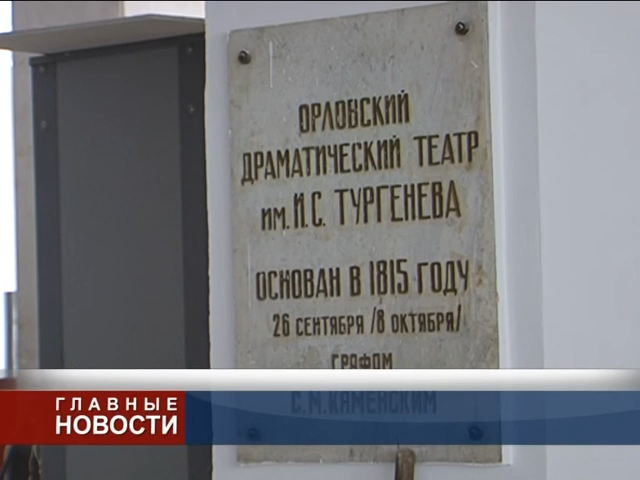 ОРЛОВСКИЙ
ДРАМАТИЧЕСКИЙ ТЕАТР
им. И.С. ТУРГЕНЕВА
ОСНОВАН В 1815 ГОДУ
26 СЕНТЯБРЯ /8 ОКТЯБРЯ/
ГРАФОМ
С.М. КАМЕНСКИМ
ГЛАВНЫЕ
НОВОСТИ